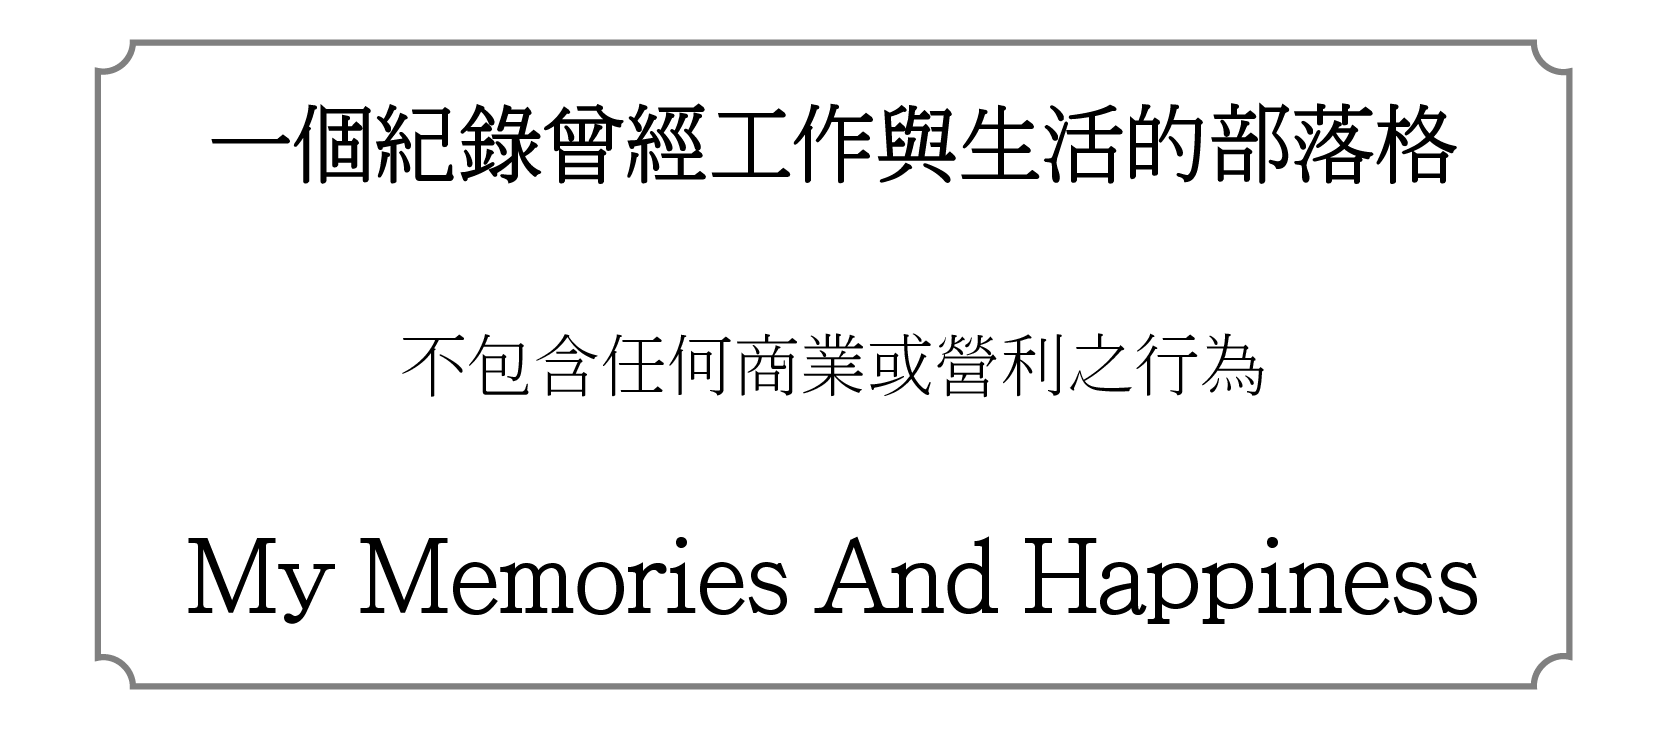 一個紀錄曾經工作與生活的部落格
不包含任何商業或營利之行為
My Memories And Happiness